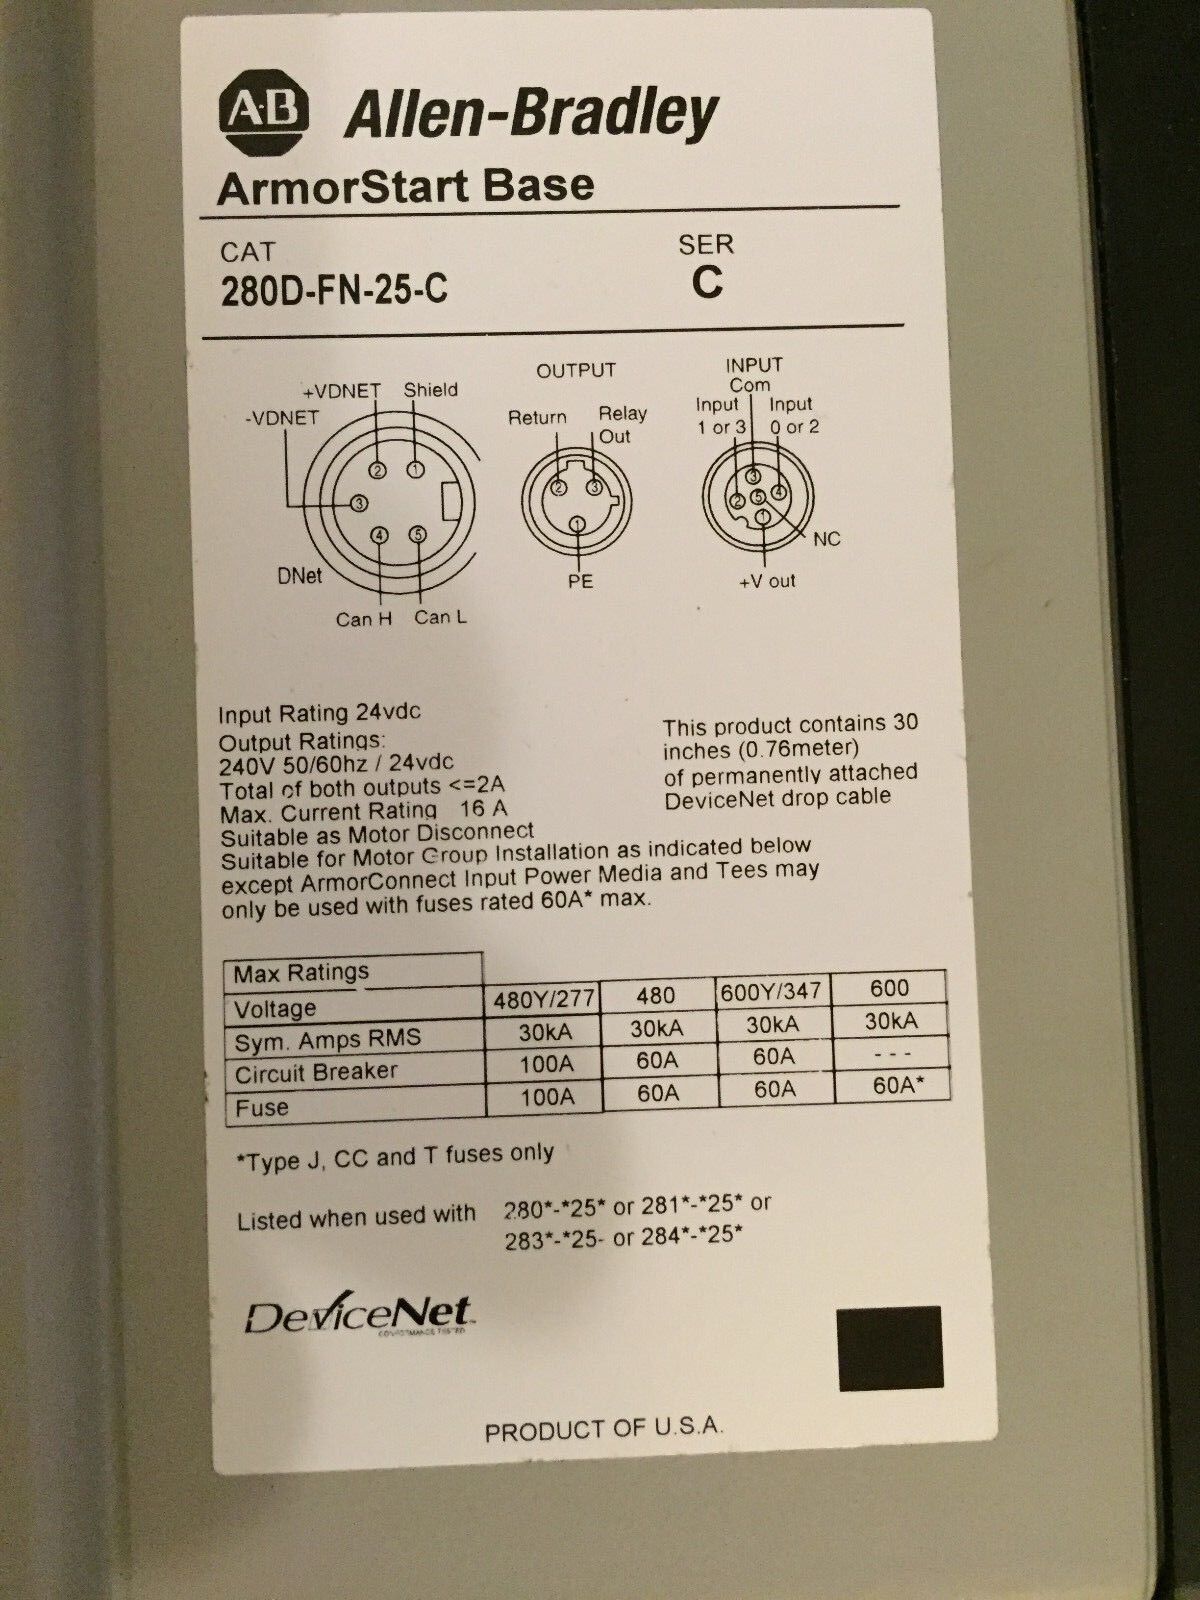 A·B Allen-Bradley
ArmorStart Base
CAT
280D-FN-25-C
SER
C
+VDNET Shield
-VDNET
2 1
3
4 5
DNet
Can H Can L
OUTPUT
Return Relay
Out
2 3
1
PE
INPUT
Com
Input Input
1 or 3 0 or 2
3
2 5 4
1
NC
+V out
Input Rating 24vdc
Output Ratings:
240V 50/60hz / 24vdc
Total of both outputs <=2A
Max. Current Rating 16 A
Suitable as Motor Disconnect
Suitable for Motor Group Installation as indicated below
except ArmorConnect Input Power Media and Tees may
only be used with fuses rated 60A* max.
This product contains 30
inches (0.76meter)
of permanently attached
DeviceNet drop cable
Max Ratings
Voltage 480Y/277 480 600Y/347 600
Sym. Amps RMS 30kA 30kA 30kA 30kA
Circuit Breaker 100A 60A 60A ---
Fuse 100A 60A 60A 60A*
*Type J, CC and T fuses only
Listed when used with 280*-*25* or 281*-*25* or
283*-*25- or 284*-*25*
DeviceNet
CONFORMANCE TESTED
PRODUCT OF U.S.A.